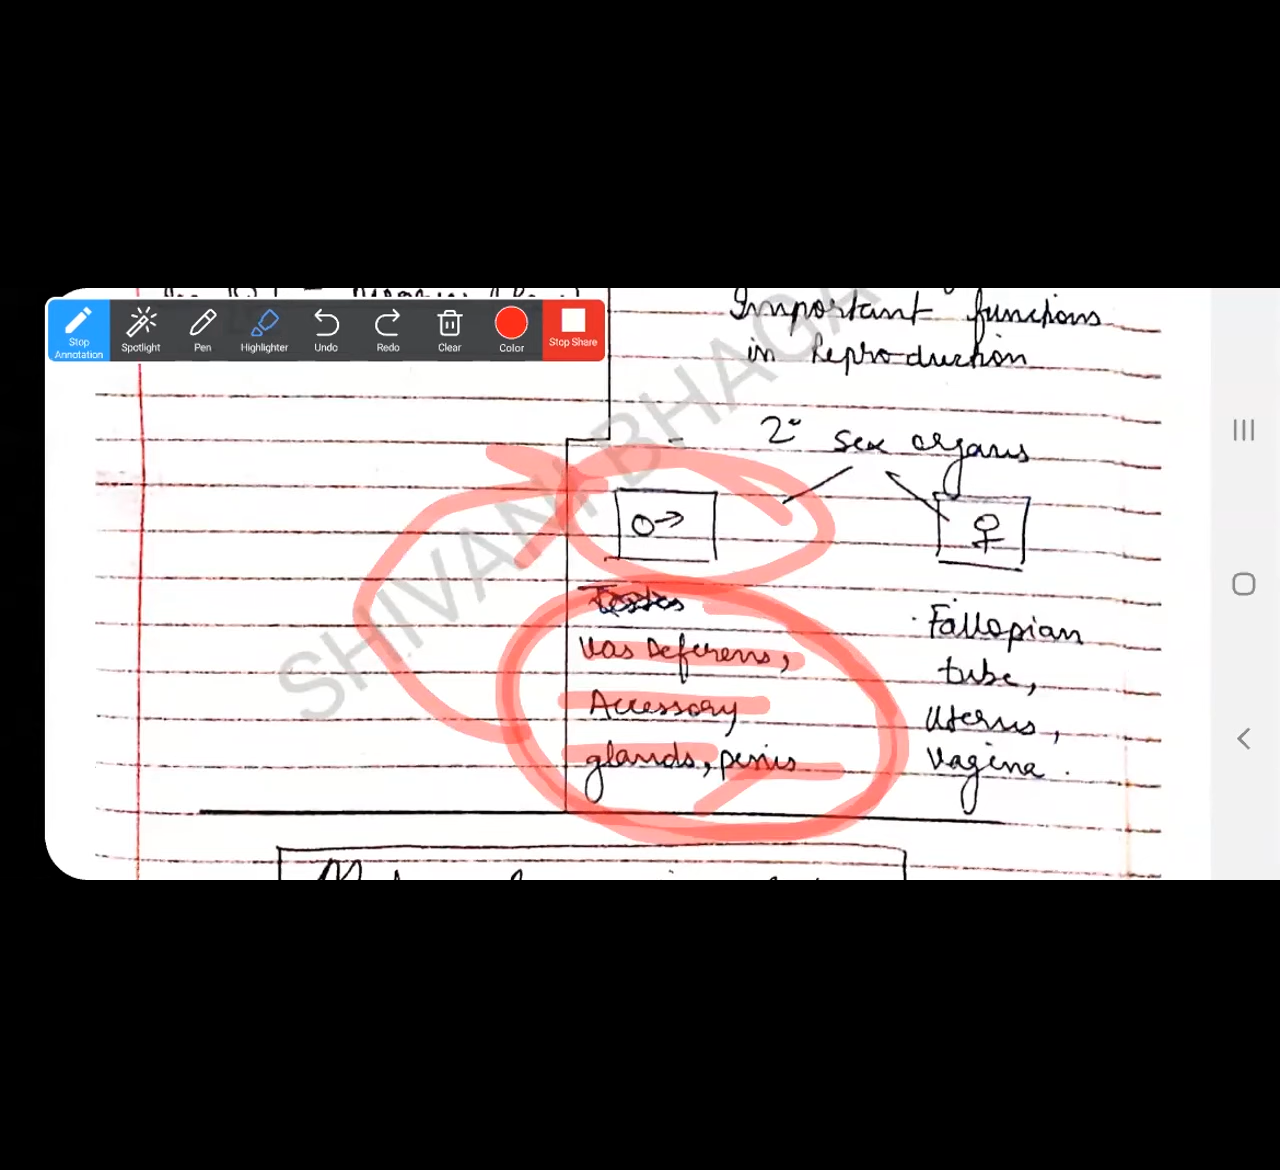 Stop Annotation
Spotlight
Pen
Highlighter
Undo
Redo
Clear
Color
Stop Share
Important functions
in Reproduction
2° sex organs
♀
Testes
Vas Deferens,
Accessory
glands, penis
Fallopian
tube,
Uterus,
Vagina.
SHIVANI BHAGA